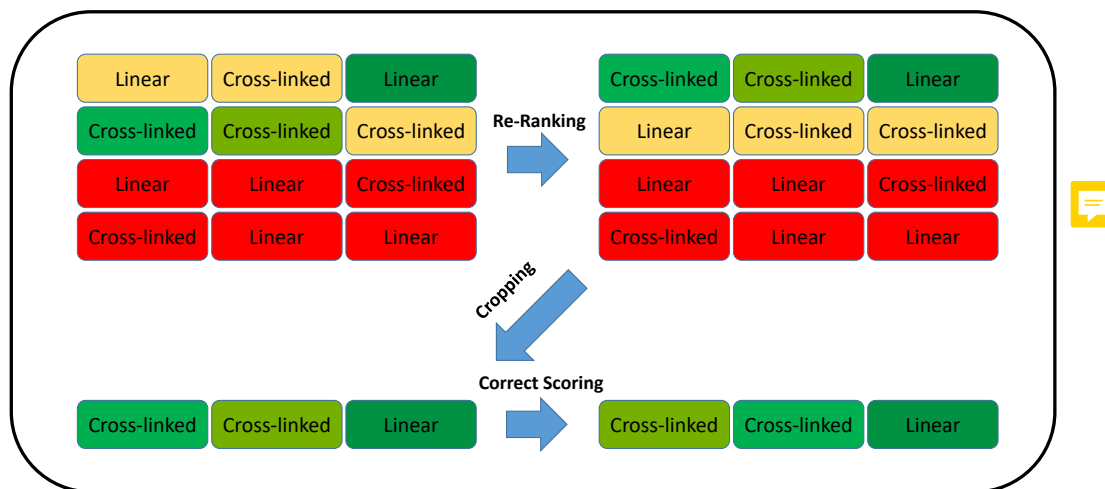 Linear Cross-linked Linear Cross-linked Cross-linked Linear
Cross-linked Cross-linked Cross-linked Re-Ranking Linear Cross-linked Cross-linked
Linear Linear Cross-linked Linear Linear Cross-linked
Cross-linked Linear Linear Cross-linked Linear Linear
Cropping
Correct Scoring
Cross-linked Cross-linked Linear Cross-linked Cross-linked Linear